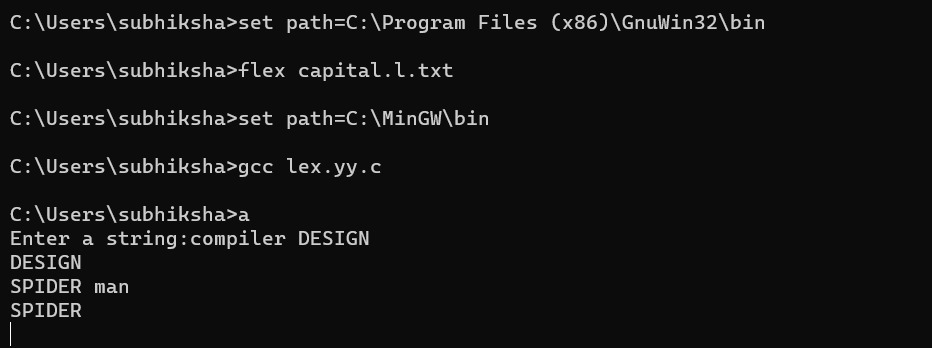 C:\Users\subhiksha>set path=C:\Program Files (x86)\GnuWin32\bin
C:\Users\subhiksha>flex capital.l.txt
C:\Users\subhiksha>set path=C:\MinGW\bin
C:\Users\subhiksha>gcc lex.yy.c
C:\Users\subhiksha>a
Enter a string:compiler DESIGN
DESIGN
SPIDER man
SPIDER